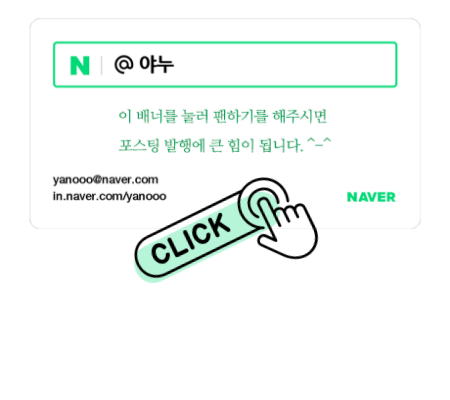 N @ 야누
이 배너를 눌러 팬하기를 해주시면
포스팅 발행에 큰 힘이 됩니다. ^-^
yanooo@naver.com
in.naver.com/yanooo
NAVER
CLICK